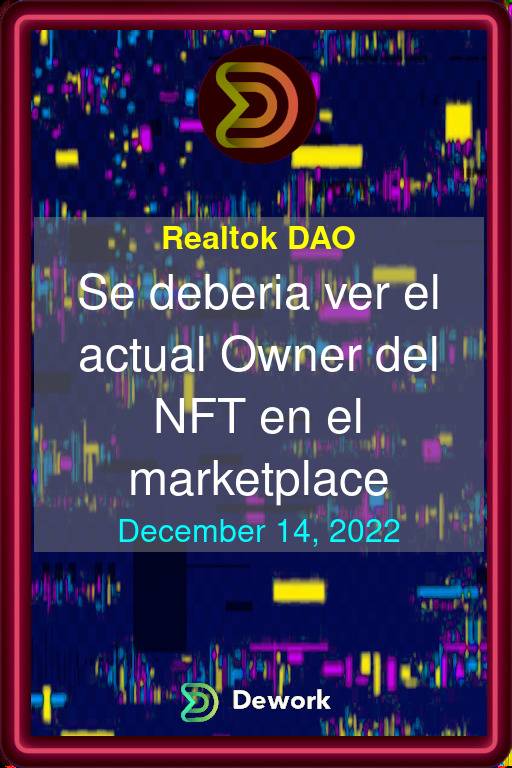 Realtok DAO
Se deberia ver el
actual Owner del
NFT en el
marketplace
December 14, 2022
Dework